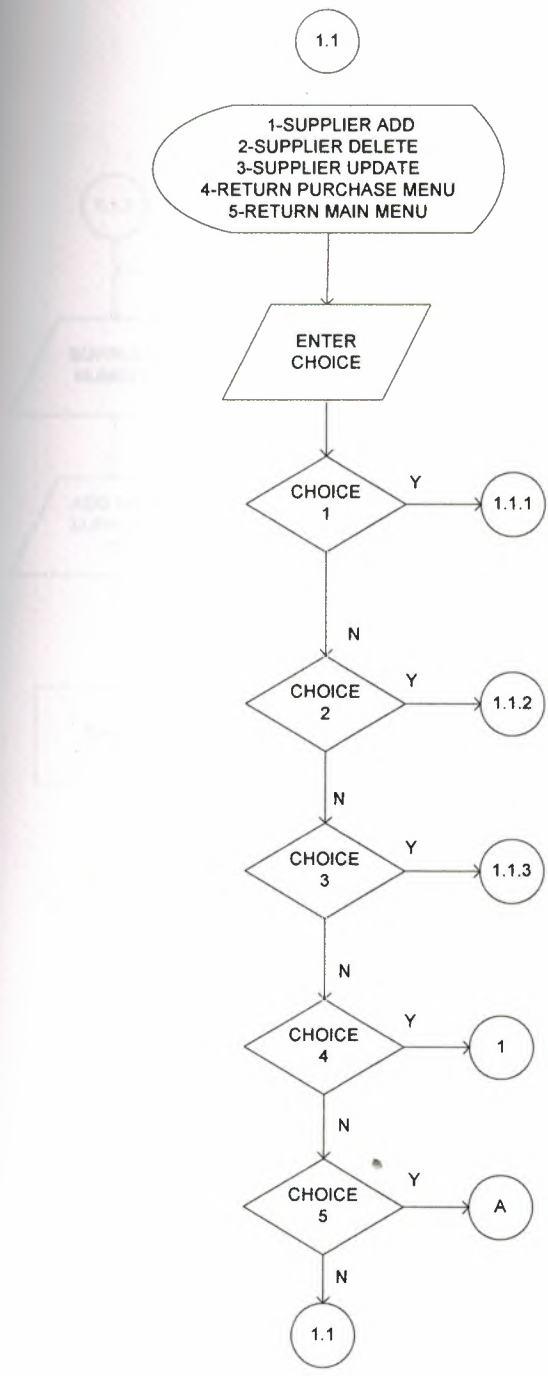 1.1
1-SUPPLIER ADD
2-SUPPLIER DELETE
3-SUPPLIER UPDATE
4-RETURN PURCHASE MENU
5-RETURN MAIN MENU
ENTER
CHOICE
CHOICE
1
Y
1.1.1
N
CHOICE
2
Y
1.1.2
N
CHOICE
3
Y
1.1.3
N
CHOICE
4
Y
1
N
CHOICE
5
Y
A
N
1.1